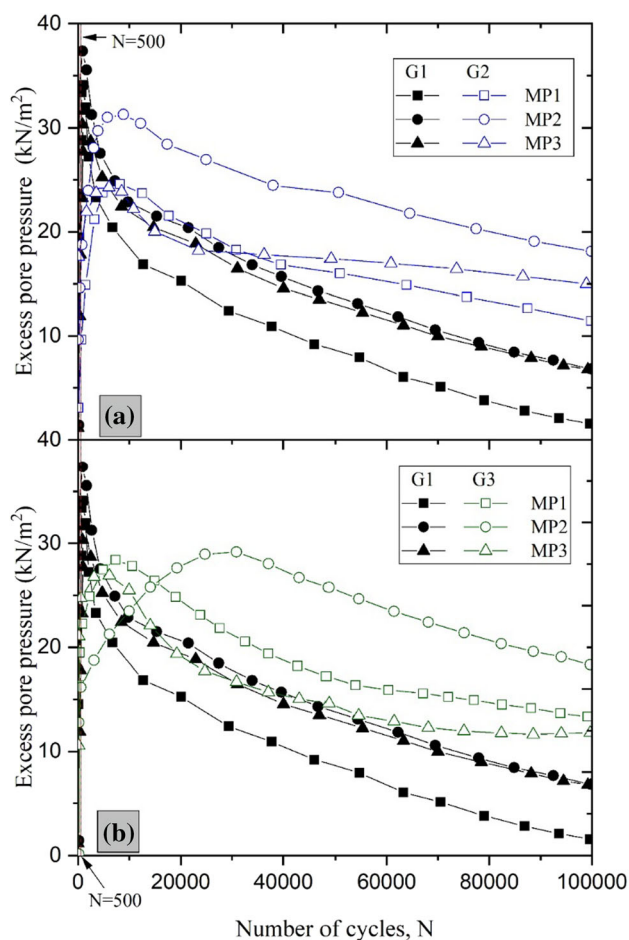 40
N=500
G1 G2
MP1
MP2
MP3
30
20
10
Excess pore pressure (kN/m²)
(a)
40
G1 G3
MP1
MP2
MP3
30
20
10
0
Excess pore pressure (kN/m²)
(b)
0 20000 40000 60000 80000 100000
N=500
Number of cycles, N